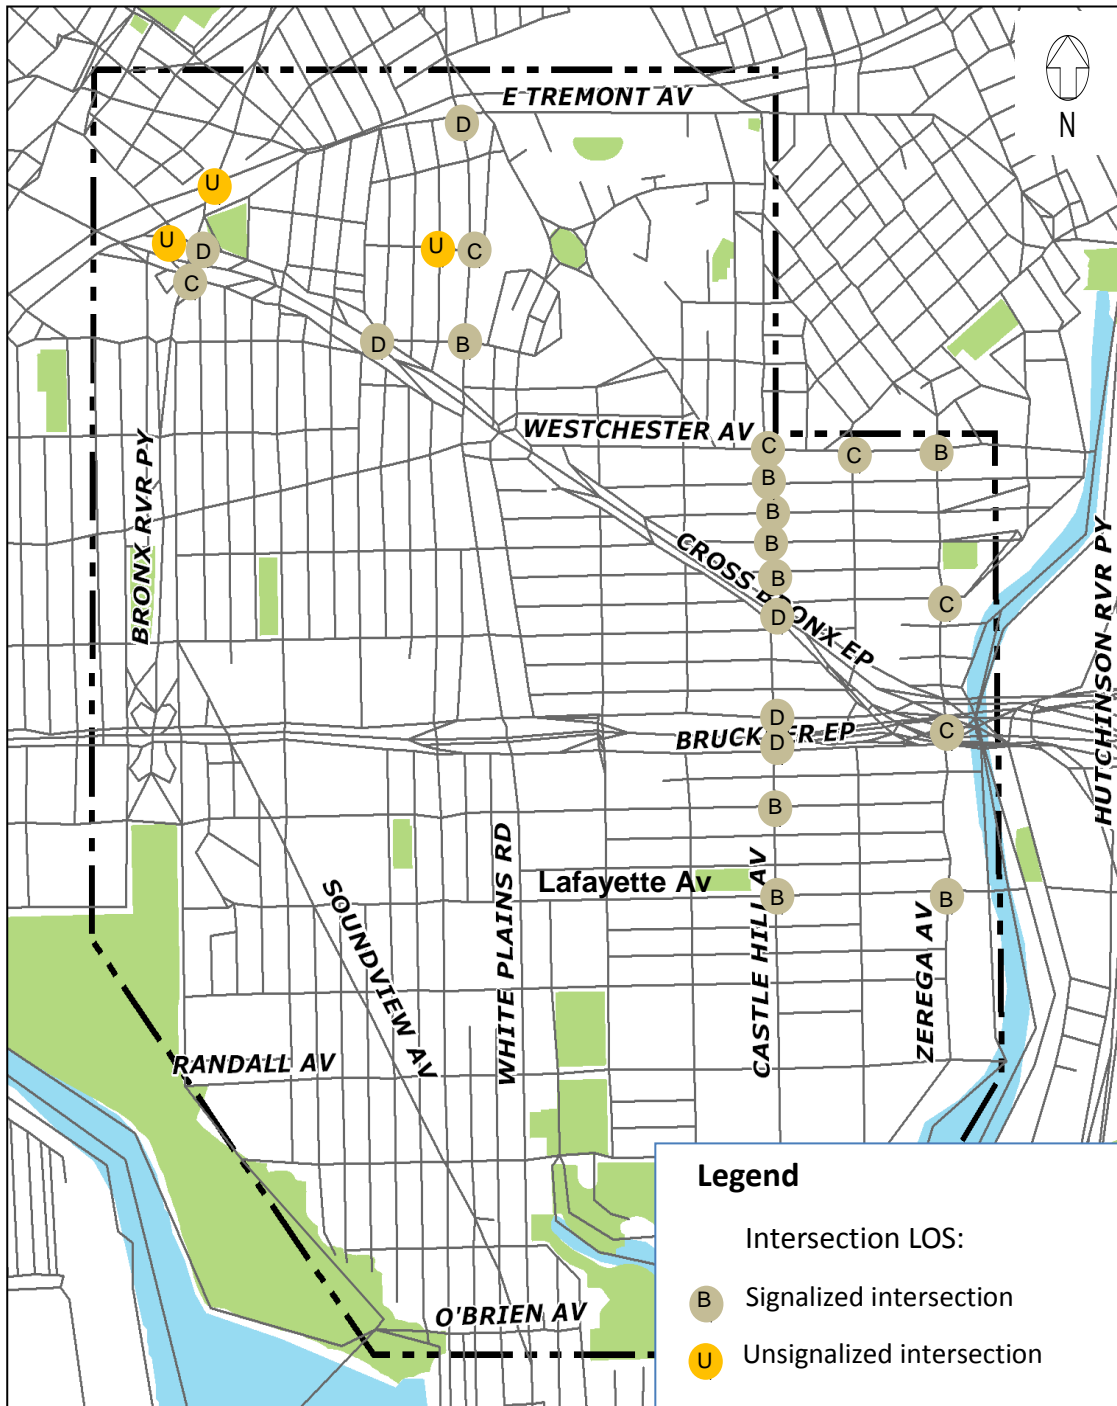 E TREMONT AV
N
D
U
U
D
U
C
C
D
B
WESTCHESTER AV
C
C
B
B
B
B
CROSS BRONX EP
B
C
D
BRONX RVR PY
HUTCHINSON RVR PY
D
BRUCKNER EP
D
C
B
Lafayette Av
B
B
SOUNDVIEW AV
WHITE PLAINS RD
CASTLE HILL AV
ZEREGA AV
RANDALL AV
O'BRIEN AV
Legend
Intersection LOS:
B Signalized intersection
U Unsignalized intersection